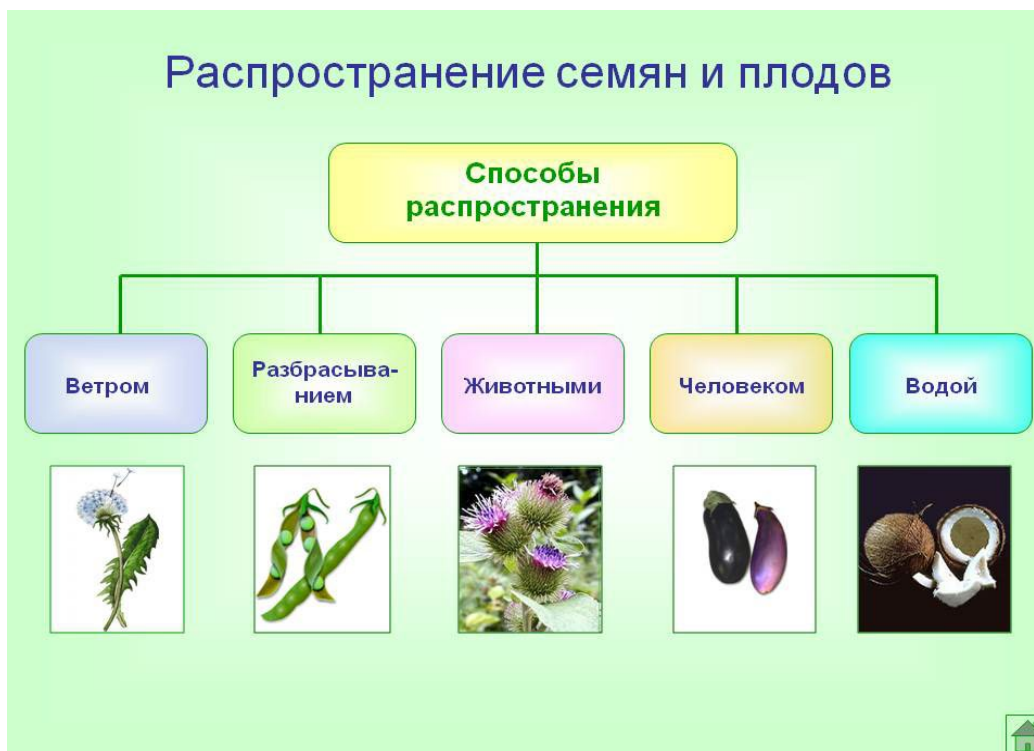 Распространение семян и плодов
Способы
распространения
Ветром
Разбрасыва-
нием
Животными
Человеком
Водой